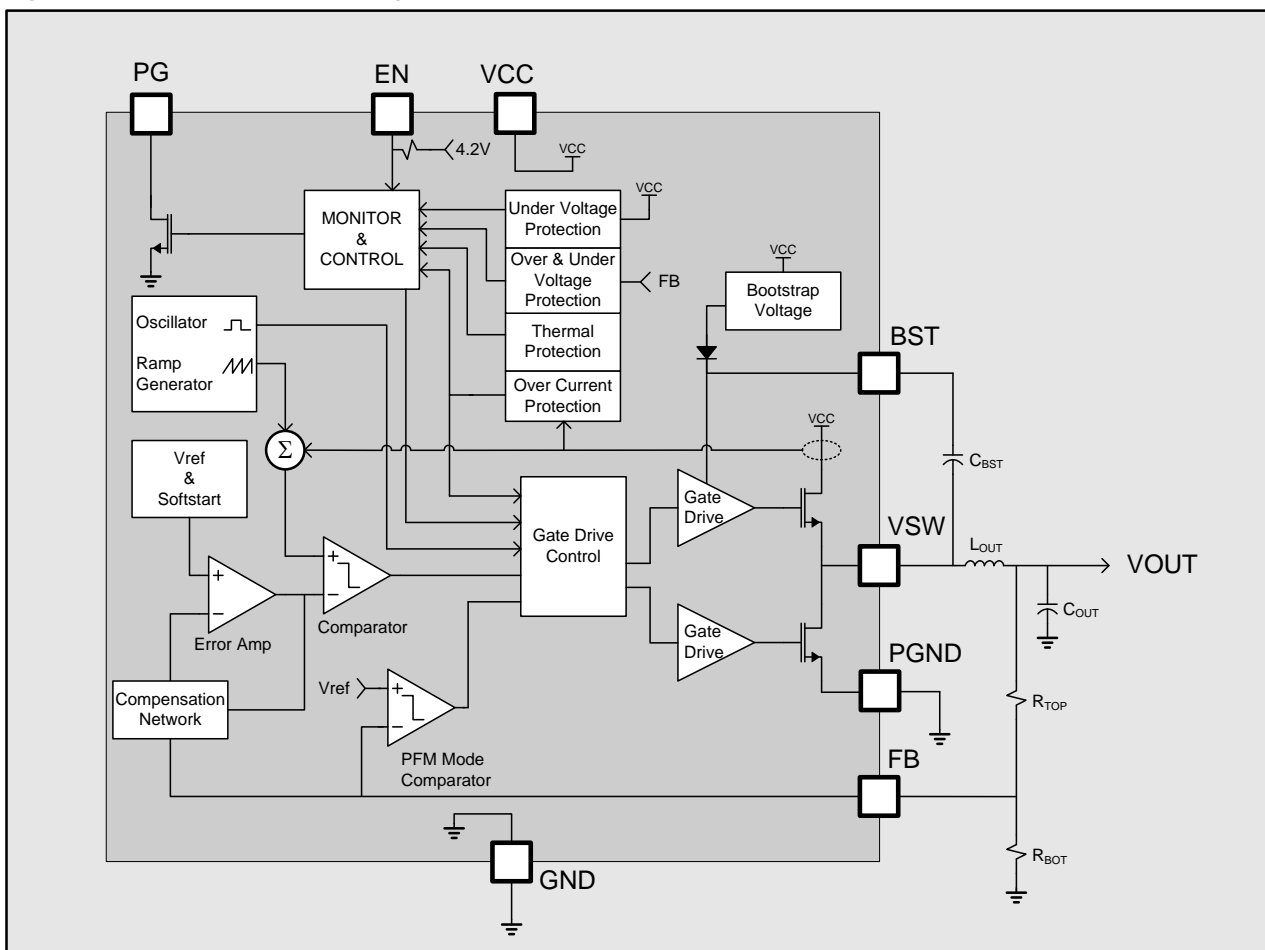 PG
EN
VCC
4.2V
VCC
MONITOR
&
CONTROL
Under Voltage
Protection
VCC
Over & Under
Voltage
Protection
FB
Thermal
Protection
Over Current
Protection
VCC
Bootstrap
Voltage
Oscillator
Ramp
Generator
BST
Σ
VCC
CBST
Vref
&
Softstart
Gate Drive
Control
Gate
Drive
VSW
LOUT
VOUT
COUT
+
−
Error Amp
+
−
Comparator
Gate
Drive
PGND
RTOP
Compensation
Network
Vref
+
−
PFM Mode
Comparator
FB
RBOT
GND